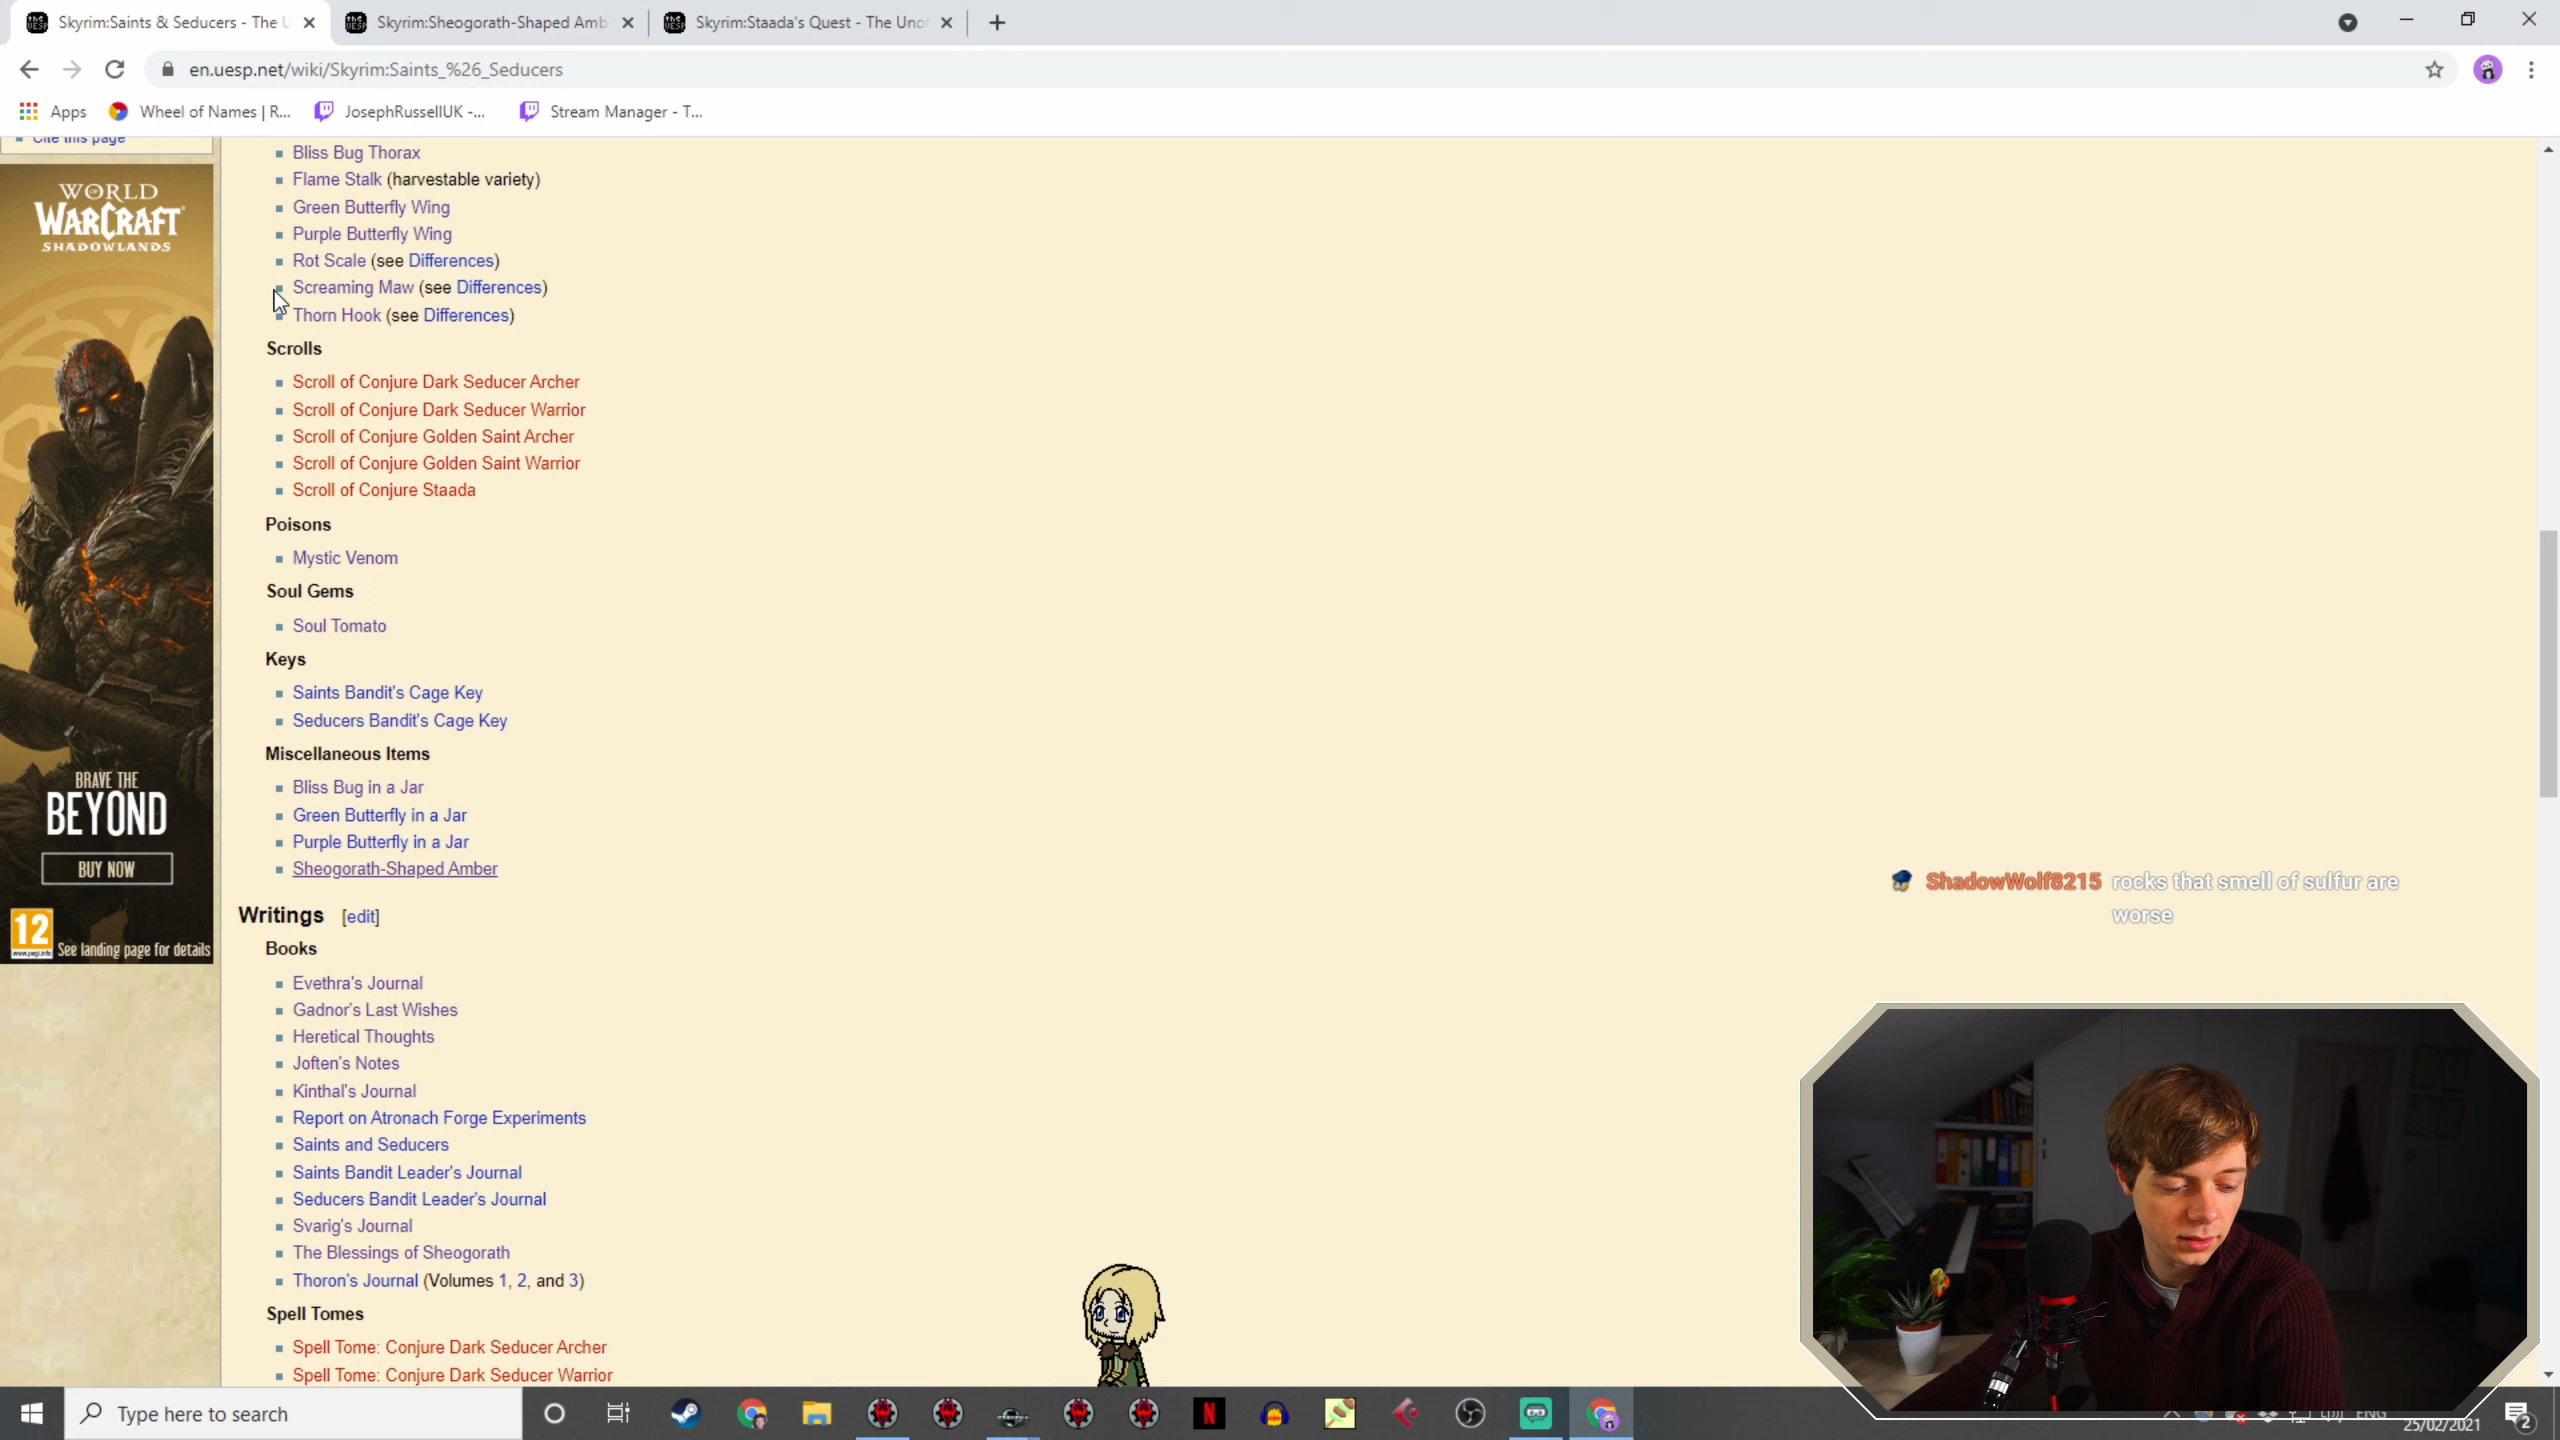 Skyrim:Saints & Seducers - The U
Skyrim:Sheogorath-Shaped Amb
Skyrim:Staada's Quest - The Uno
en.uesp.net/wiki/Skyrim:Saints_%26_Seducers
Apps
Wheel of Names | R...
JosephRussellUK -...
Stream Manager - T...
Cite this page
WORLD OF
WARCRAFT
SHADOWLANDS
BRAVE THE
BEYOND
BUY NOW
12
See landing page for details
Bliss Bug Thorax
Flame Stalk (harvestable variety)
Green Butterfly Wing
Purple Butterfly Wing
Rot Scale (see Differences)
Screaming Maw (see Differences)
Thorn Hook (see Differences)
Scrolls
Scroll of Conjure Dark Seducer Archer
Scroll of Conjure Dark Seducer Warrior
Scroll of Conjure Golden Saint Archer
Scroll of Conjure Golden Saint Warrior
Scroll of Conjure Staada
Poisons
Mystic Venom
Soul Gems
Soul Tomato
Keys
Saints Bandit's Cage Key
Seducers Bandit's Cage Key
Miscellaneous Items
Bliss Bug in a Jar
Green Butterfly in a Jar
Purple Butterfly in a Jar
Sheogorath-Shaped Amber
Writings [edit]
Books
Evethra's Journal
Gadnor's Last Wishes
Heretical Thoughts
Joften's Notes
Kinthal's Journal
Report on Atronach Forge Experiments
Saints and Seducers
Saints Bandit Leader's Journal
Seducers Bandit Leader's Journal
Svarig's Journal
The Blessings of Sheogorath
Thoron's Journal (Volumes 1, 2, and 3)
Spell Tomes
Spell Tome: Conjure Dark Seducer Archer
Spell Tome: Conjure Dark Seducer Warrior
ShadowWolf8215 rocks that smell of sulfur are
worse
Type here to search
N
ENG
25/02/2021
2